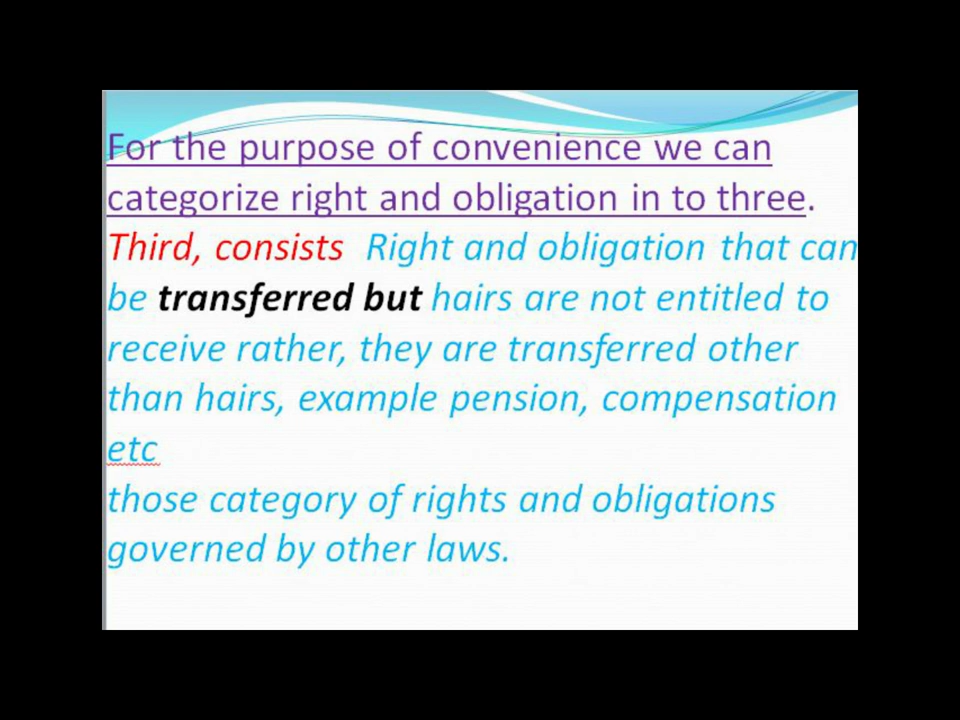 For the purpose of convenience we can
categorize right and obligation in to three.
Third, consists Right and obligation that can
be transferred but hairs are not entitled to
receive rather, they are transferred other
than hairs, example pension, compensation
etc
those category of rights and obligations
governed by other laws.